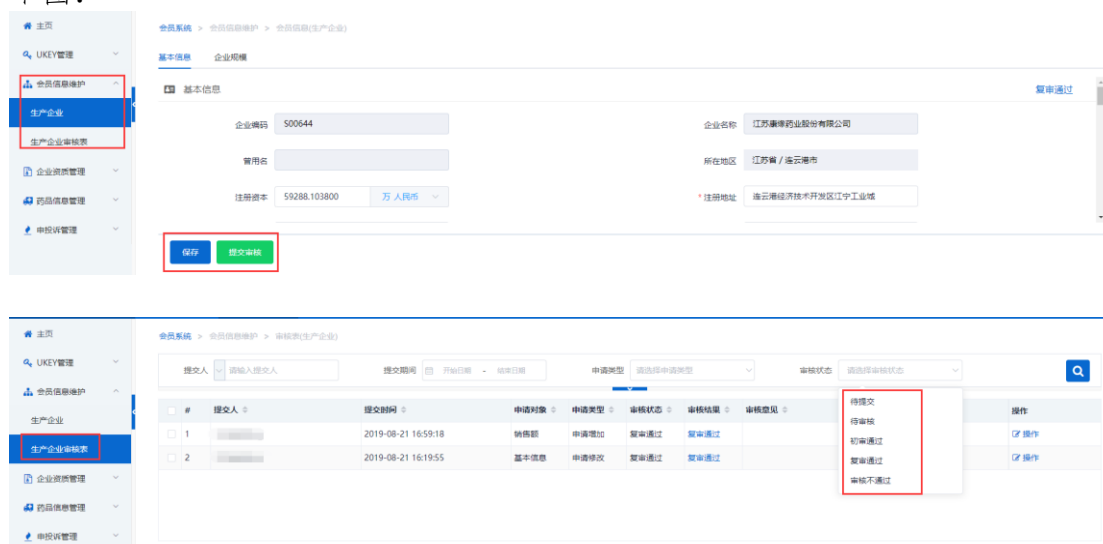 主页
会员系统 > 会员信息维护 > 会员信息(生产企业)
UKEY管理
基本信息 企业规模
会员信息维护
基本信息 复审通过
生产企业
企业编码 S00644 企业名称 江苏康缘药业股份有限公司
生产企业审核表
曾用名 所在地区 江苏省 / 连云港市
企业资质管理
药品信息管理
注册资本 59288.103800 万 人民币 * 注册地址 连云港经济技术开发区江宁工业城
申投诉管理
保存 提交审核
主页
会员系统 > 会员信息维护 > 审核表(生产企业)
UKEY管理
提交人 请输入提交人 提交期间 开始日期 - 结束日期 申请类型 请选择申请类型 审核状态 请选择审核状态
会员信息维护
待提交
# 提交人 提交时间 申请对象 申请类型 审核状态 审核结果 审核意见 操作
生产企业
待审核
1 2019-08-21 16:59:18 销售额 申请增加 复审通过 复审通过 操作
初审通过
生产企业审核表
2 2019-08-21 16:19:55 基本信息 申请修改 复审通过 复审通过 操作
复审通过
企业资质管理
审核不通过
药品信息管理
申投诉管理